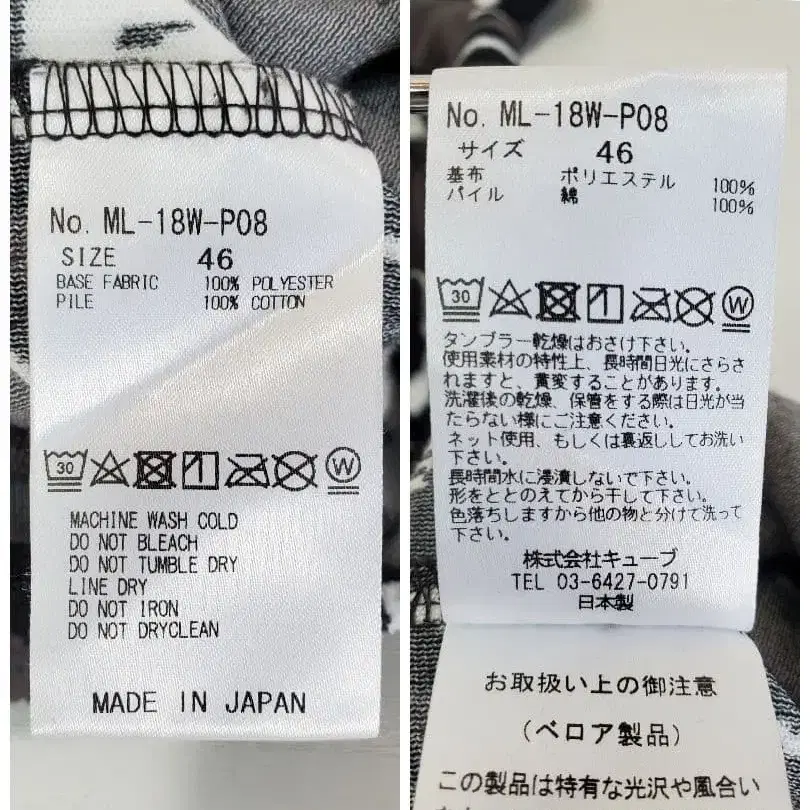 No. ML-18W-P08
SIZE 46
BASE FABRIC 100% POLYESTER
PILE 100% COTTON
30 W
MACHINE WASH COLD
DO NOT BLEACH
DO NOT TUMBLE DRY
LINE DRY
DO NOT IRON
DO NOT DRYCLEAN
MADE IN JAPAN
No. ML-18W-P08
サイズ 46
基布 ポリエステル 100%
パイル 綿 100%
30 W
タンブラー乾燥はおさけ下さい。
使用素材の特性上、長時間日光にさらさ
れますと、黄変することがあります。
洗濯後の乾燥、保管をする際は日光が当
たらない様にご注意ください。
ネット使用、もしくは裏返ししてお洗い
下さい。
長時間水に浸漬しないで下さい。
形をととのえてから干して下さい。
色落ちしますから他の物と分けて洗って
下さい。
株式会社キューブ
TEL 03-6427-0791
日本製
お取扱い上の御注意
(ベロア製品)
この製品は特有な光沢や風合い